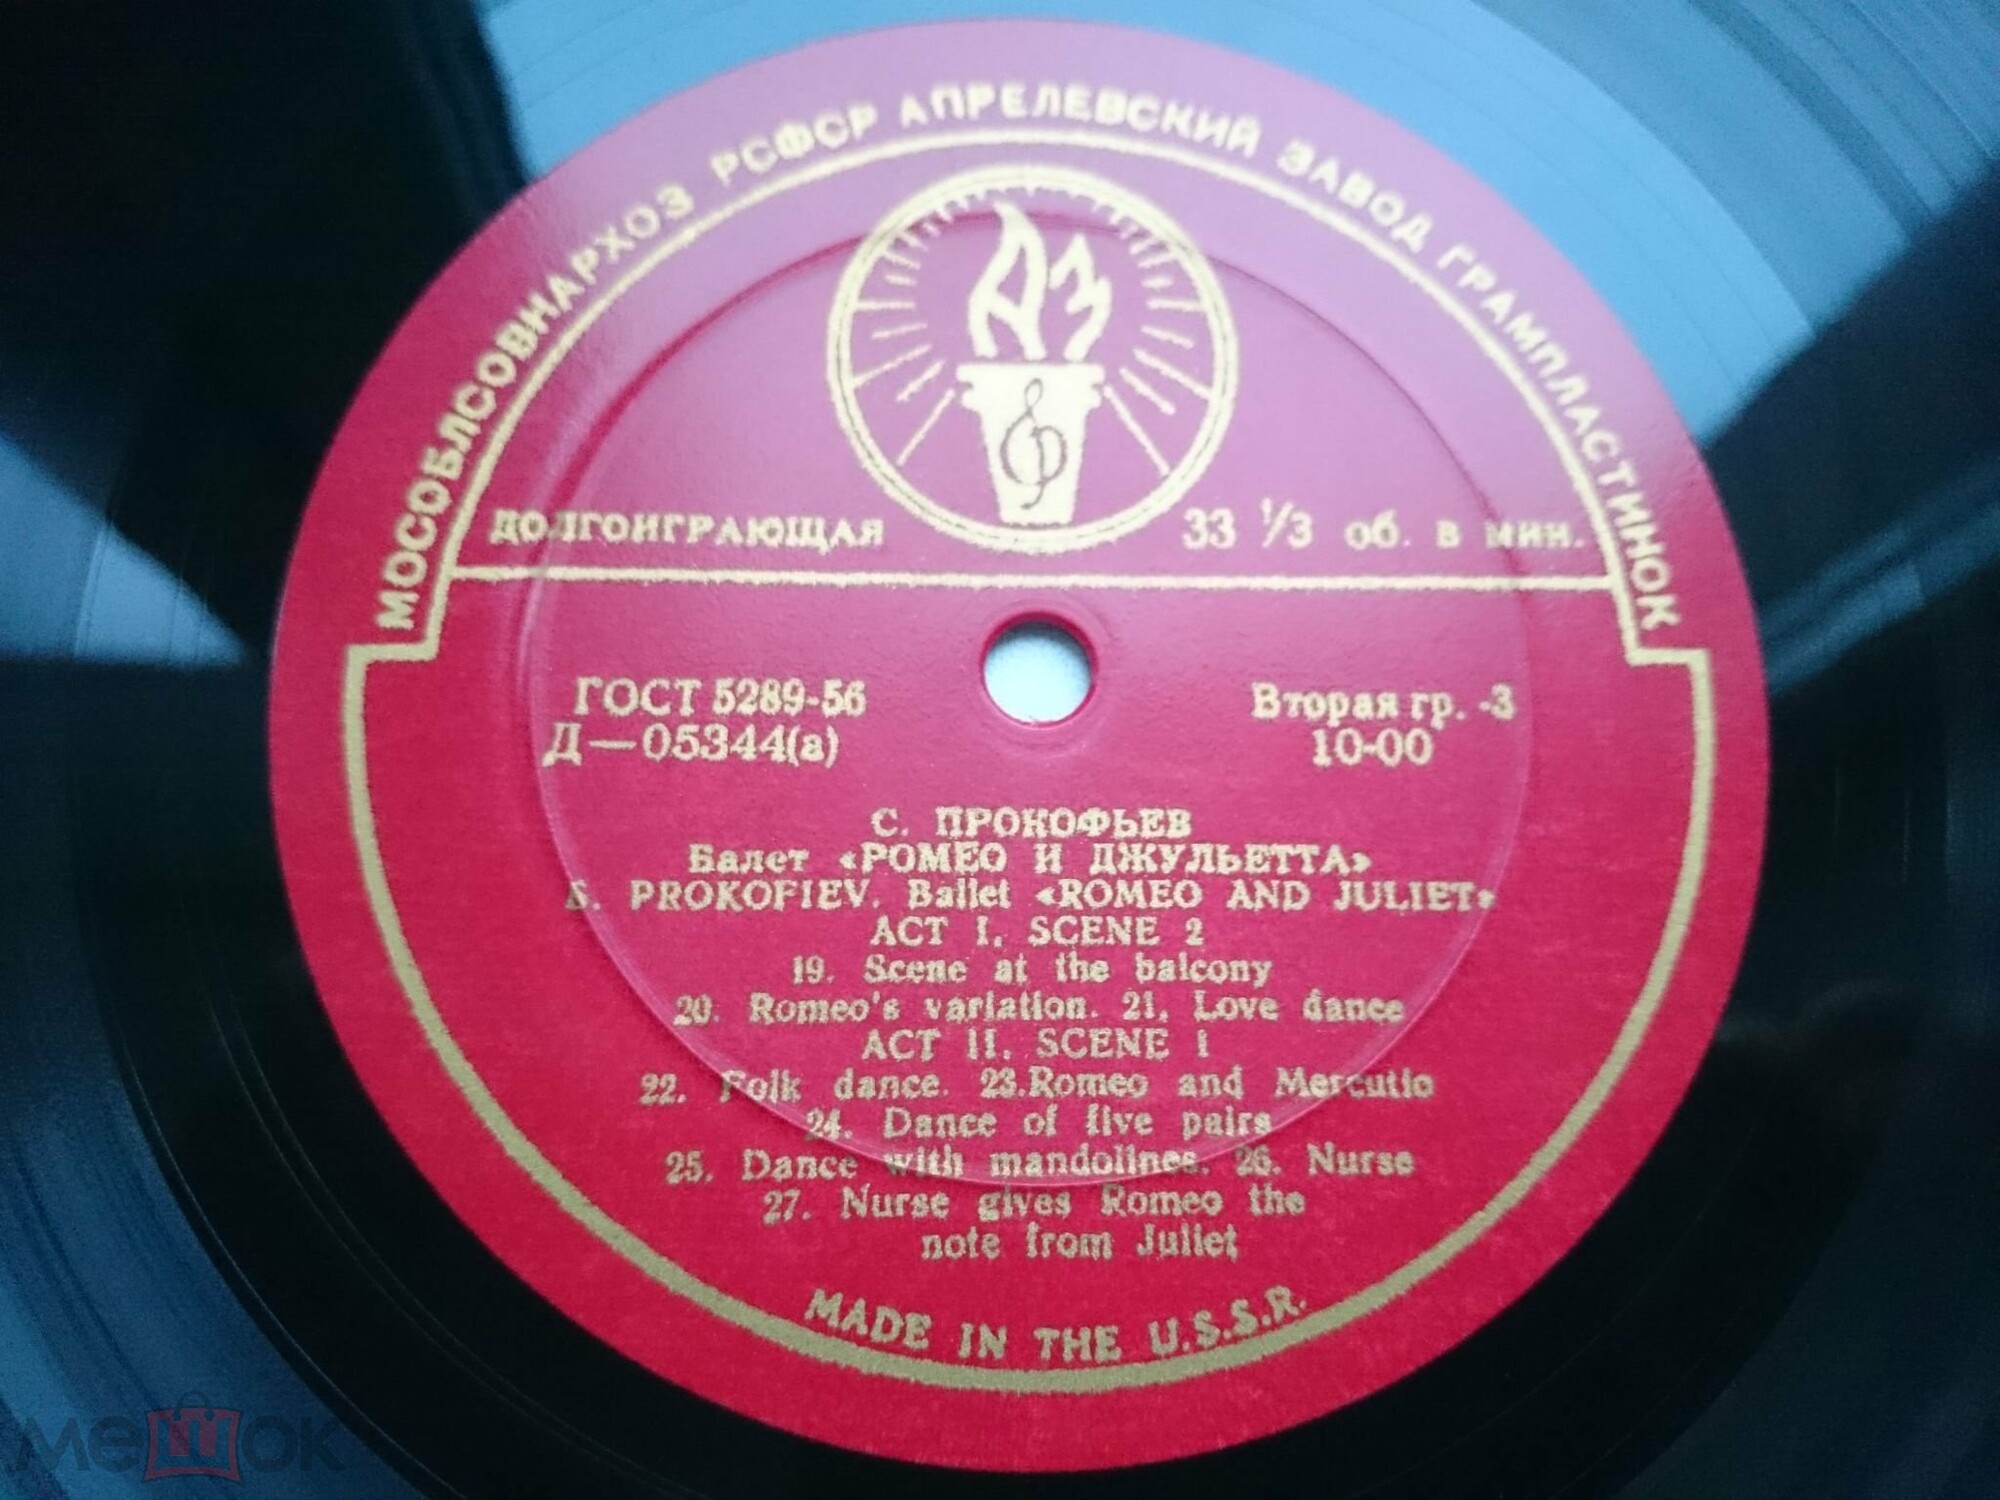 МОСОБЛСОВНАРХОЗ РСФСР АПРЕЛЕВСКИЙ ЗАВОД ГРАМПЛАСТИНОК
АЗ
ДОЛГОИГРАЮЩАЯ 33 1/3 об. в мин.
ГОСТ 5289-56 Вторая гр. -3
Д—05344(а) 10-00
С. ПРОКОФЬЕВ
Балет «РОМЕО И ДЖУЛЬЕТТА»
S. PROKOFIEV. Ballet «ROMEO AND JULIET»
ACT I. SCENE 2
19. Scene at the balcony
20. Romeo's variation. 21. Love dance
ACT II. SCENE 1
22. Folk dance. 23.Romeo and Mercutio
24. Dance of five pairs
25. Dance with mandolines. 26. Nurse
27. Nurse gives Romeo the
note from Juliet
MADE IN THE U.S.S.R.
мешок